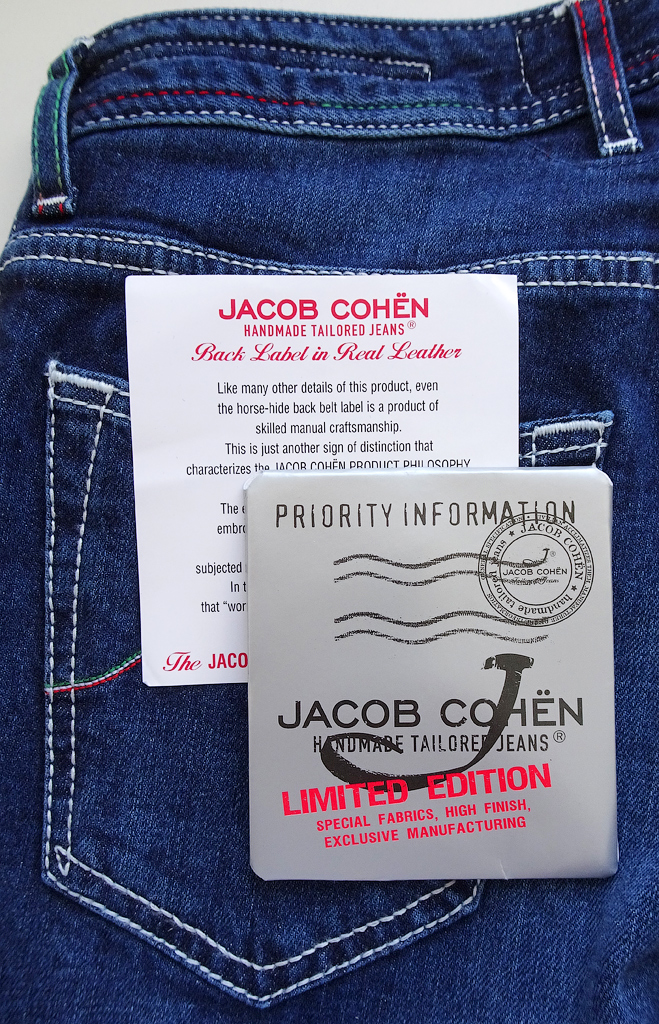 JACOB COHËN
HANDMADE TAILORED JEANS®
Back Label in Real Leather
Like many other details of this product, even
the horse-hide back belt label is a product of
skilled manual craftsmanship.
This is just another sign of distinction that
characterizes the JACOB COHËN PRODUCT PHILOSOPHY
The
embro
subjected
In t
that "wor
The JACO
PRIORITY INFORMATION
JACOB COHËN
handmade tailored jeans
J®
JACOB COHËN
JACOB COHËN
HANDMADE TAILORED JEANS®
J
LIMITED EDITION
SPECIAL FABRICS, HIGH FINISH,
EXCLUSIVE MANUFACTURING